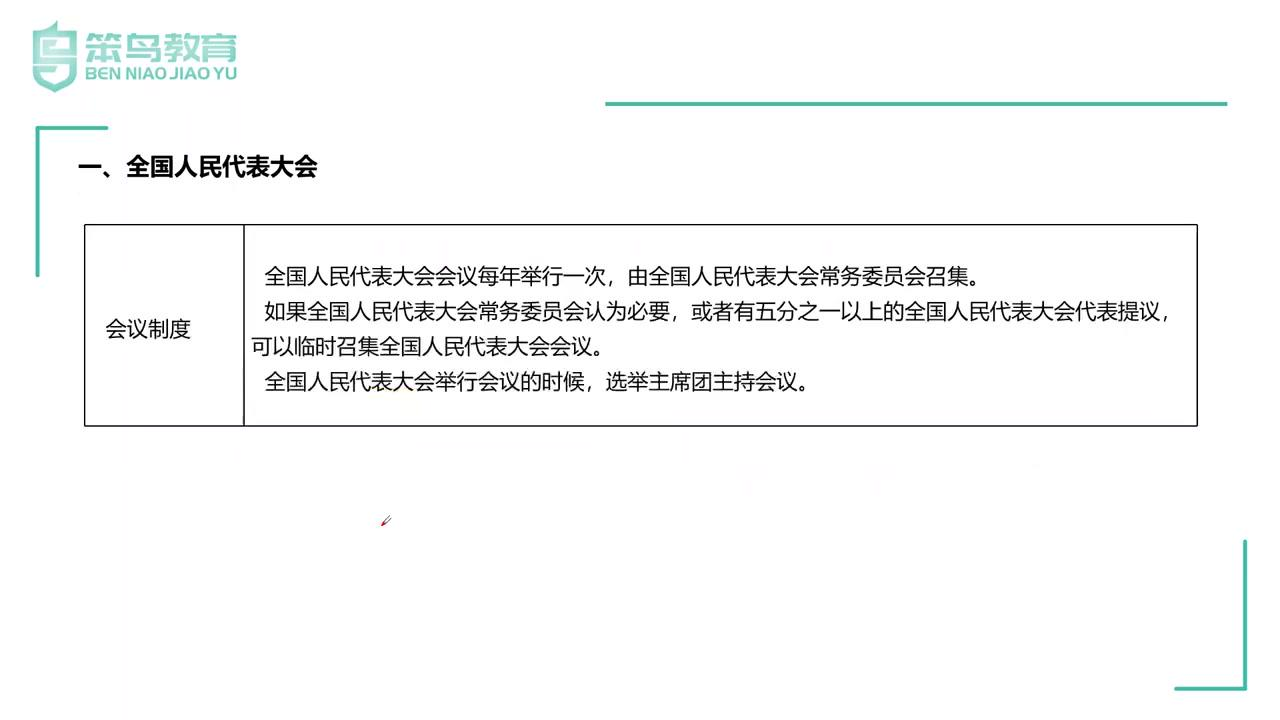 笨鸟教育
BEN NIAO JIAO YU
一、全国人民代表大会
会议制度
全国人民代表大会会议每年举行一次，由全国人民代表大会常务委员会召集。
如果全国人民代表大会常务委员会认为必要，或者有五分之一以上的全国人民代表大会代表提议，
可以临时召集全国人民代表大会会议。
全国人民代表大会举行会议的时候，选举主席团主持会议。